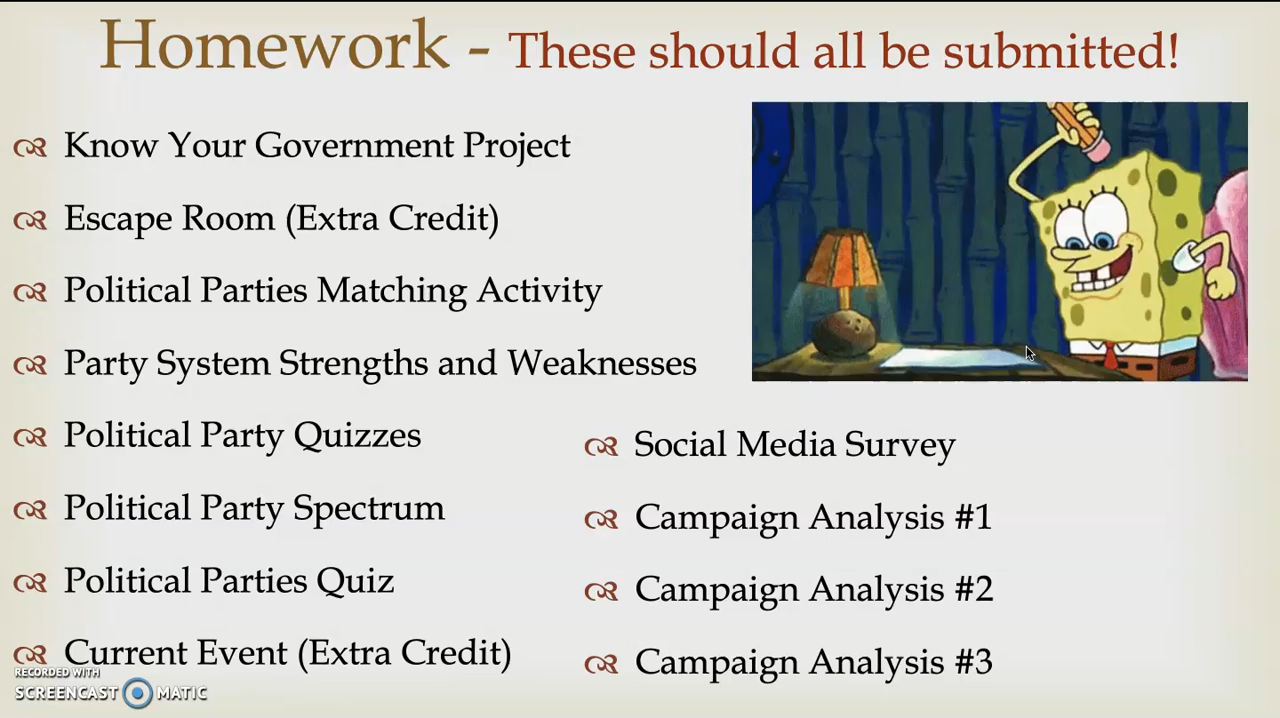 Homework - These should all be submitted!
Know Your Government Project
Escape Room (Extra Credit)
Political Parties Matching Activity
Party System Strengths and Weaknesses
Political Party Quizzes
Political Party Spectrum
Political Parties Quiz
Current Event (Extra Credit)
Social Media Survey
Campaign Analysis #1
Campaign Analysis #2
Campaign Analysis #3
RECORDED WITH
SCREENCAST MATIC